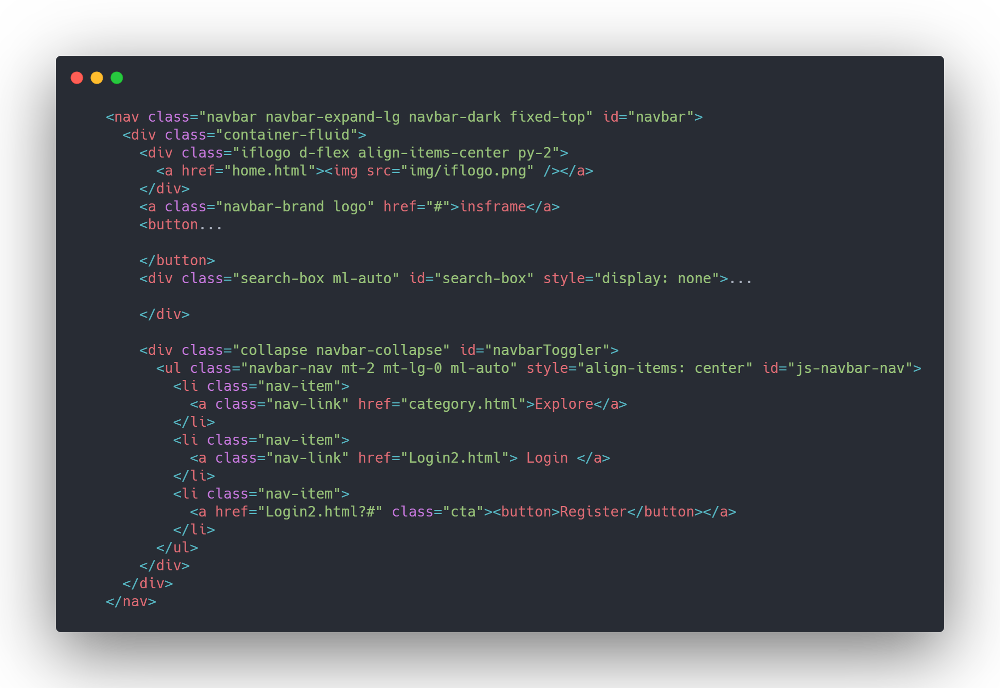 <nav class="navbar navbar-expand-lg navbar-dark fixed-top" id="navbar">
<div class="container-fluid">
<div class="iflogo d-flex align-items-center py-2">
<a href="home.html"><img src="img/iflogo.png" /></a>
</div>
<a class="navbar-brand logo" href="#">insframe</a>
<button...
</button>
<div class="search-box ml-auto" id="search-box" style="display: none">...
</div>
<div class="collapse navbar-collapse" id="navbarToggler">
<ul class="navbar-nav mt-2 mt-lg-0 ml-auto" style="align-items: center" id="js-navbar-nav">
<li class="nav-item">
<a class="nav-link" href="category.html">Explore</a>
</li>
<li class="nav-item">
<a class="nav-link" href="Login2.html"> Login </a>
</li>
<li class="nav-item">
<a href="Login2.html?#" class="cta"><button>Register</button></a>
</li>
</ul>
</div>
</div>
</nav>